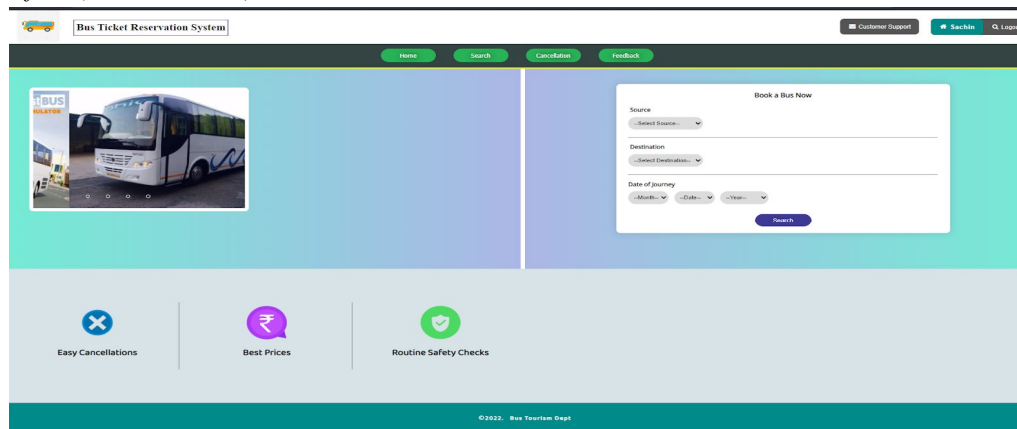 Bus Ticket Reservation System
Customer Support
Sachin
Home
Search
Cancellation
Feedback
BUS
Book a Bus Now
Source
--Select Source--
Destination
--Select Destination--
Date of Journey
--Month-- --Date-- --Year--
Search
Easy Cancellations
Best Prices
Routine Safety Checks
©2022. Bus Tourism Dept